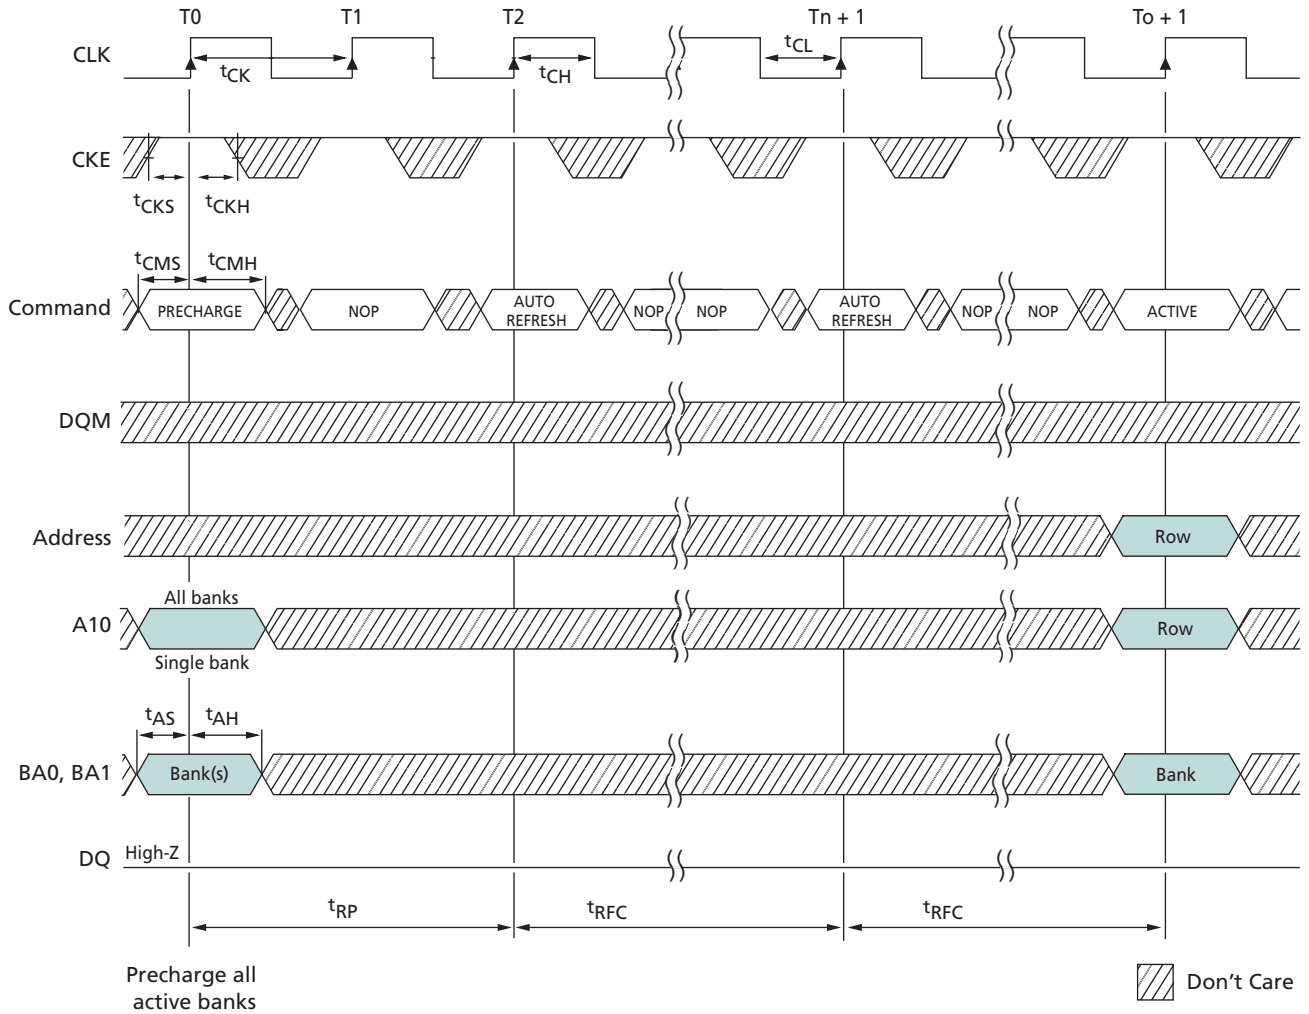 T0 T1 T2 Tn + 1 To + 1
CLK
tCK tCH tCL
CKE
tCKS tCKH
tCMS tCMH
Command PRECHARGE NOP AUTO REFRESH NOP NOP AUTO REFRESH NOP NOP ACTIVE
DQM
Address Row
All banks
A10 Row
Single bank
tAS tAH
BA0, BA1 Bank(s) Bank
DQ High-Z
tRP tRFC tRFC
Precharge all
active banks
Don't Care